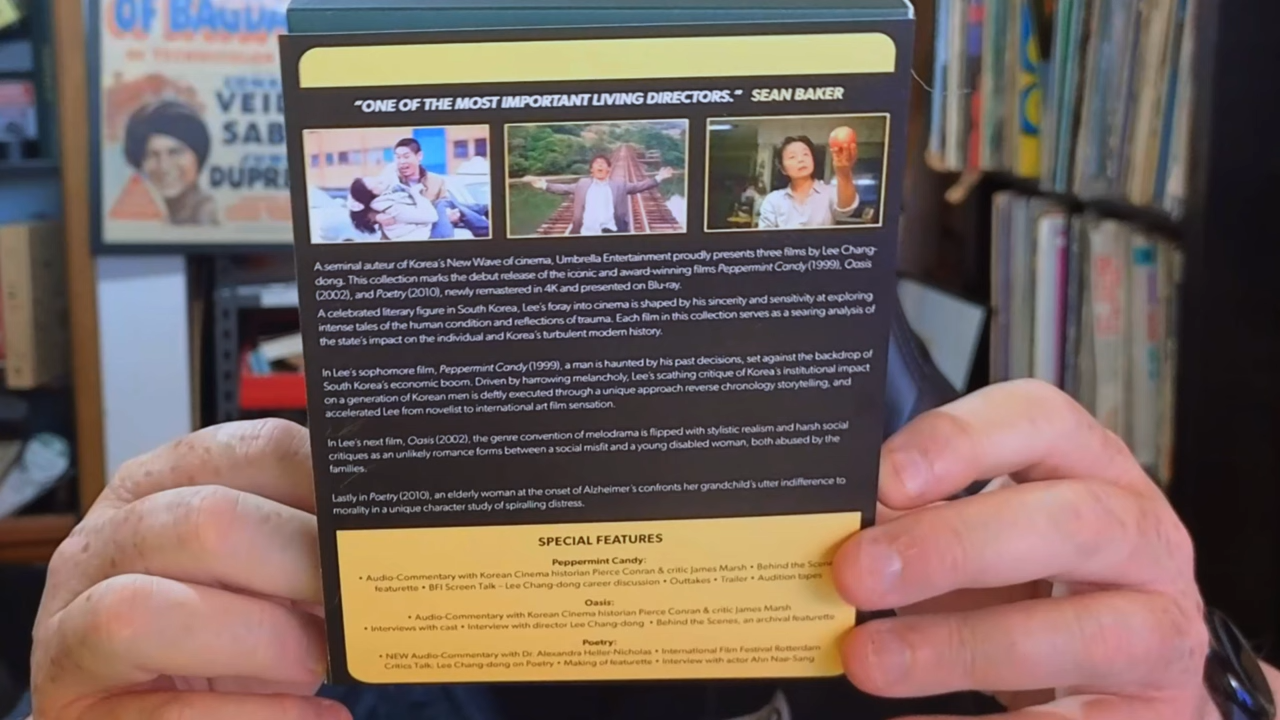 OF BAGDA
VEID
SAB
DUPRE
"ONE OF THE MOST IMPORTANT LIVING DIRECTORS." SEAN BAKER
A seminal auteur of Korea's New Wave of cinema, Umbrella Entertainment proudly presents three films by Lee Chang-
dong. This collection marks the debut release of the iconic and award-winning films Peppermint Candy (1999), Oasis
(2002), and Poetry (2010), newly remastered in 4K and presented on Blu-ray.
A celebrated literary figure in South Korea, Lee's foray into cinema is shaped by his sincerity and sensitivity at exploring
intense tales of the human condition and reflections of trauma. Each film in this collection serves as a searing analysis of
the state's impact on the individual and Korea's turbulent modern history.
In Lee's sophomore film, Peppermint Candy (1999), a man is haunted by his past decisions, set against the backdrop of
South Korea's economic boom. Driven by harrowing melancholy, Lee's scathing critique of Korea's institutional impact
on a generation of Korean men is deftly executed through a unique approach reverse chronology storytelling, and
accelerated Lee from novelist to international art film sensation.
In Lee's next film, Oasis (2002), the genre convention of melodrama is flipped with stylistic realism and harsh social
critiques as an unlikely romance forms between a social misfit and a young disabled woman, both abused by the
families.
Lastly in Poetry (2010), an elderly woman at the onset of Alzheimer's confronts her grandchild's utter indifference to
morality in a unique character study of spiralling distress.
SPECIAL FEATURES
Peppermint Candy:
• Audio-Commentary with Korean Cinema historian Pierce Conran & critic James Marsh • Behind the Scene
featurette • BFI Screen Talk – Lee Chang-dong career discussion • Outtakes • Trailer • Audition tapes
Oasis:
• Audio-Commentary with Korean Cinema historian Pierce Conran & critic James Marsh
• Interviews with cast • Interview with director Lee Chang-dong • Behind the Scenes, an archival featurette
Poetry:
• NEW Audio-Commentary with Dr. Alexandra Heller-Nicholas • International Film Festival Rotterdam
Critics Talk: Lee Chang-dong on Poetry • Making of featurette • Interview with actor Ahn Nae-Sang